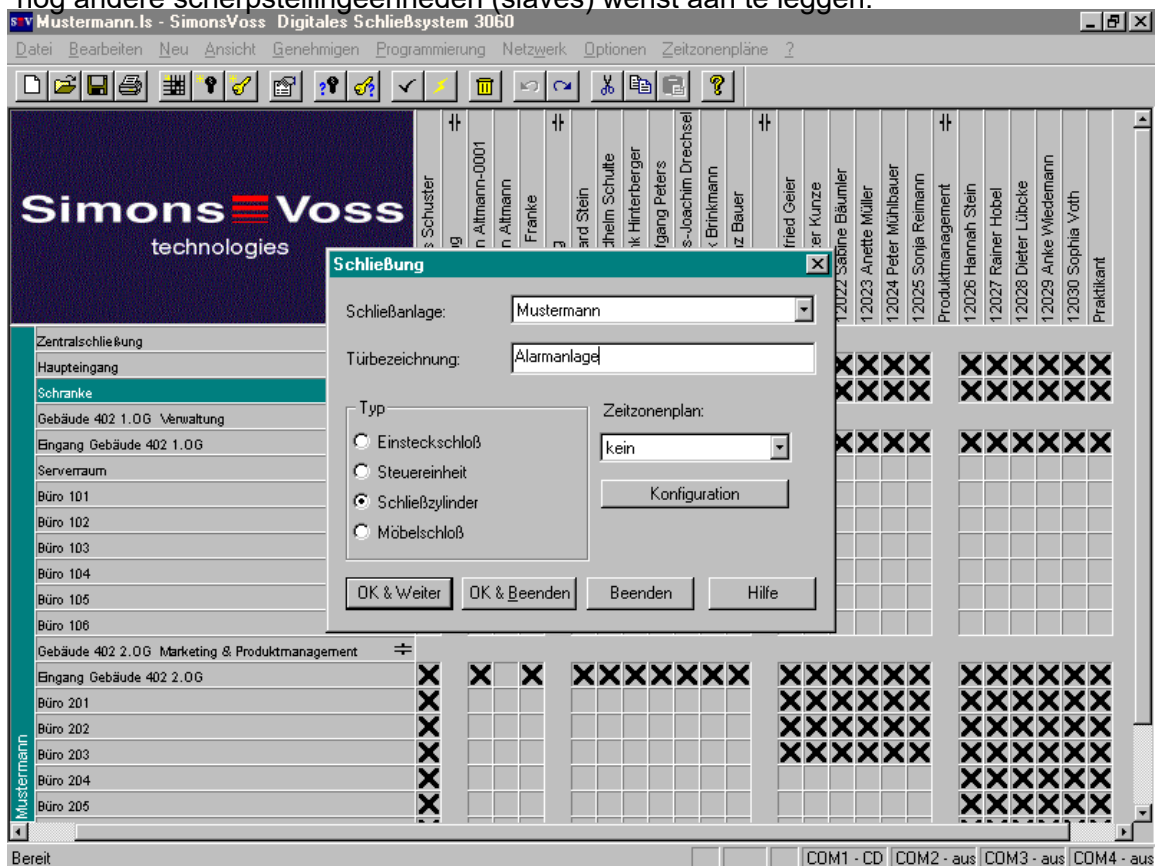 nog andere scherpstellingeenheden (slaves) wenst aan te leggen.
Mustermann.ls - SimonsVoss Digitales Schließsystem 3060
Datei Bearbeiten Neu Ansicht Genehmigen Programmierung Netzwerk Optionen Zeitzonenpläne ?
Simons Voss
technologies
Schuster
Altmann-0001
Altmann
Franke
Stein
Schulte
Hinterberger
Peters
s-Joachim Drechsel
Brinkmann
Bauer
fried Geier
er Kunze
12022 Sabine Bäumler
12023 Anette Müller
12024 Peter Mühlbauer
12025 Sonja Reimann
Produktmanagement
12026 Hannah Stein
12027 Rainer Hobel
12028 Dieter Lübcke
12029 Anke Wiedemann
12030 Sophia Voth
Praktikant
Schließung
Schließanlage: Mustermann
Türbezeichnung: Alarmanlage
Typ
Einsteckschloß
Steuereinheit
Schließzylinder
Möbelschloß
Zeitzonenplan:
kein
Konfiguration
OK & Weiter OK & Beenden Beenden Hilfe
Zentralschließung
Haupteingang
Schranke
Gebäude 402 1.OG Verwaltung
Eingang Gebäude 402 1.OG
Serverraum
Büro 101
Büro 102
Büro 103
Büro 104
Büro 105
Büro 106
Gebäude 402 2.OG Marketing & Produktmanagement
Eingang Gebäude 402 2.OG
Büro 201
Büro 202
Büro 203
Büro 204
Büro 205
Mustermann
Bereit COM1 - CD COM2 - aus COM3 - aus COM4 - aus